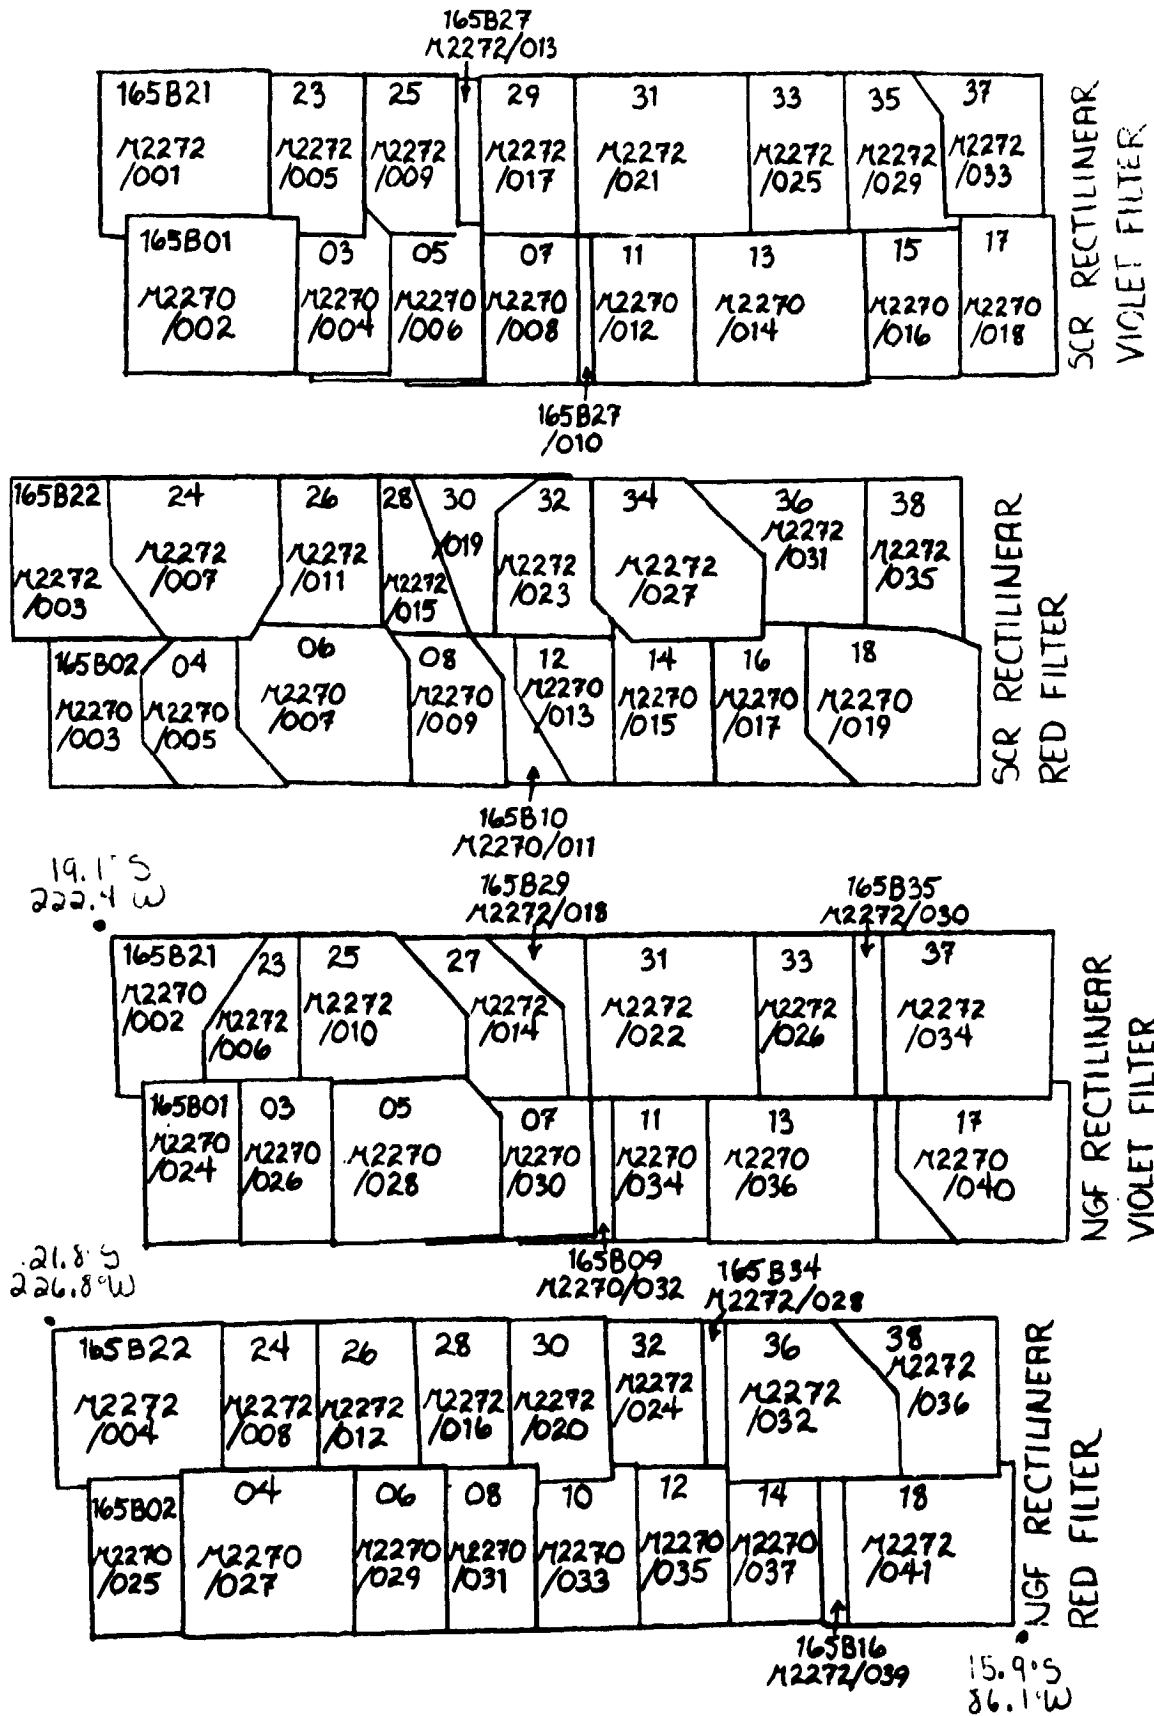 165B27
M2272/013
165B21
M2272
/001
23
M2272
/005
25
M2272
/009
29
M2272
/017
31
M2272
/021
33
M2272
/025
35
M2272
/029
37
M2272
/033
165B01
M2270
/002
03
M2270
/004
05
M2270
/006
07
M2270
/008
11
M2270
/012
13
M2270
/014
15
M2270
/016
17
M2270
/018
165B27
/010
SCR RECTILINEAR
VIOLET FILTER
165B22
M2272
/003
24
M2272
/007
26
M2272
/011
28
M2272
/015
30
/019
32
M2272
/023
34
M2272
/027
36
M2272
/031
38
M2272
/035
165B02
M2270
/003
04
M2270
/005
06
M2270
/007
08
M2270
/009
12
M2270
/013
14
M2270
/015
16
M2270
/017
18
M2270
/019
165B10
M2270/011
SCR RECTILINEAR
RED FILTER
19.1° S
222.4 W
165B29
M2272/018
165B35
M2272/030
165B21
M2270
/002
23
M2272
/006
25
M2272
/010
27
M2272
/014
31
M2272
/022
33
M2272
/026
37
M2272
/034
165B01
M2270
/024
03
M2270
/026
05
M2270
/028
07
M2270
/030
11
M2270
/034
13
M2270
/036
17
M2270
/040
165B09
M2270/032
NGF RECTILINEAR
VIOLET FILTER
21.8° S
226.8°W
165B34
M2272/028
165B22
M2272
/004
24
M2272
/008
26
M2272
/012
28
M2272
/016
30
M2272
/020
32
M2272
/024
36
M2272
/032
38
M2272
/036
165B02
M2270
/025
04
M2270
/027
06
M2270
/029
08
M2270
/031
10
M2270
/033
12
M2270
/035
14
M2270
/037
18
M2272
/041
165B16
M2272/039
NGF RECTILINEAR
RED FILTER
15.9°S